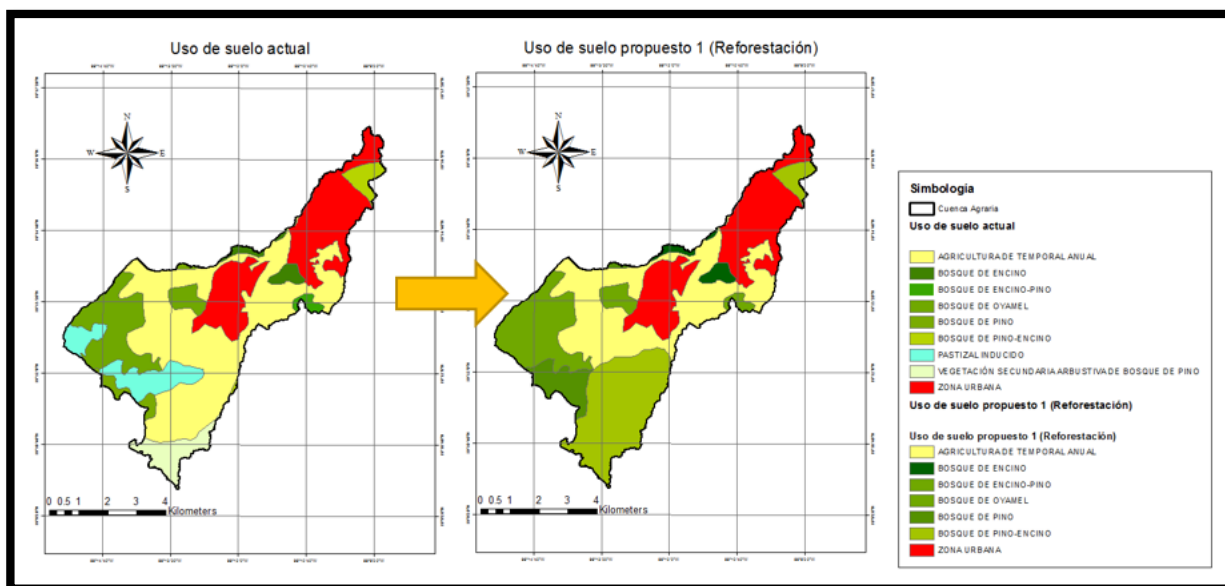 Uso de suelo actual
Uso de suelo propuesto 1 (Reforestación)
N
W E
S
N
W E
S
0 0.5 1 2 3 4
Kilometers
0 0.5 1 2 3 4
Kilometers
Simbología
Cuenca Agraria
Uso de suelo actual
AGRICULTURA DE TEMPORAL ANUAL
BOSQUE DE ENCINO
BOSQUE DE ENCINO-PINO
BOSQUE DE OYAMEL
BOSQUE DE PINO
BOSQUE DE PINO-ENCINO
PASTIZAL INDUCIDO
VEGETACIÓN SECUNDARIA ARBUSTIVA DE BOSQUE DE PINO
ZONA URBANA
Uso de suelo propuesto 1 (Reforestación)
Uso de suelo propuesto 1 (Reforestación)
AGRICULTURA DE TEMPORAL ANUAL
BOSQUE DE ENCINO
BOSQUE DE ENCINO-PINO
BOSQUE DE OYAMEL
BOSQUE DE PINO
BOSQUE DE PINO-ENCINO
ZONA URBANA